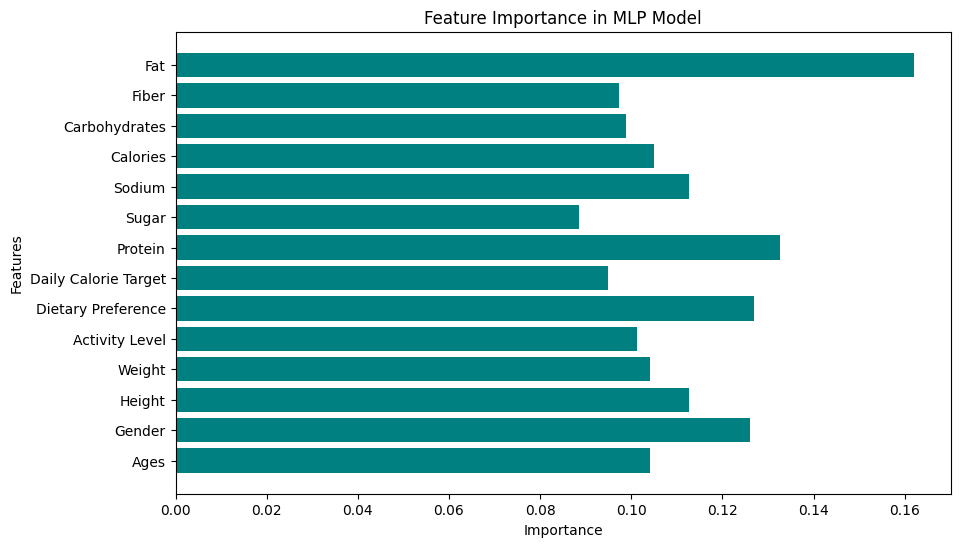 Feature Importance in MLP Model
Features
Fat
Fiber
Carbohydrates
Calories
Sodium
Sugar
Protein
Daily Calorie Target
Dietary Preference
Activity Level
Weight
Height
Gender
Ages
0.00 0.02 0.04 0.06 0.08 0.10 0.12 0.14 0.16
Importance